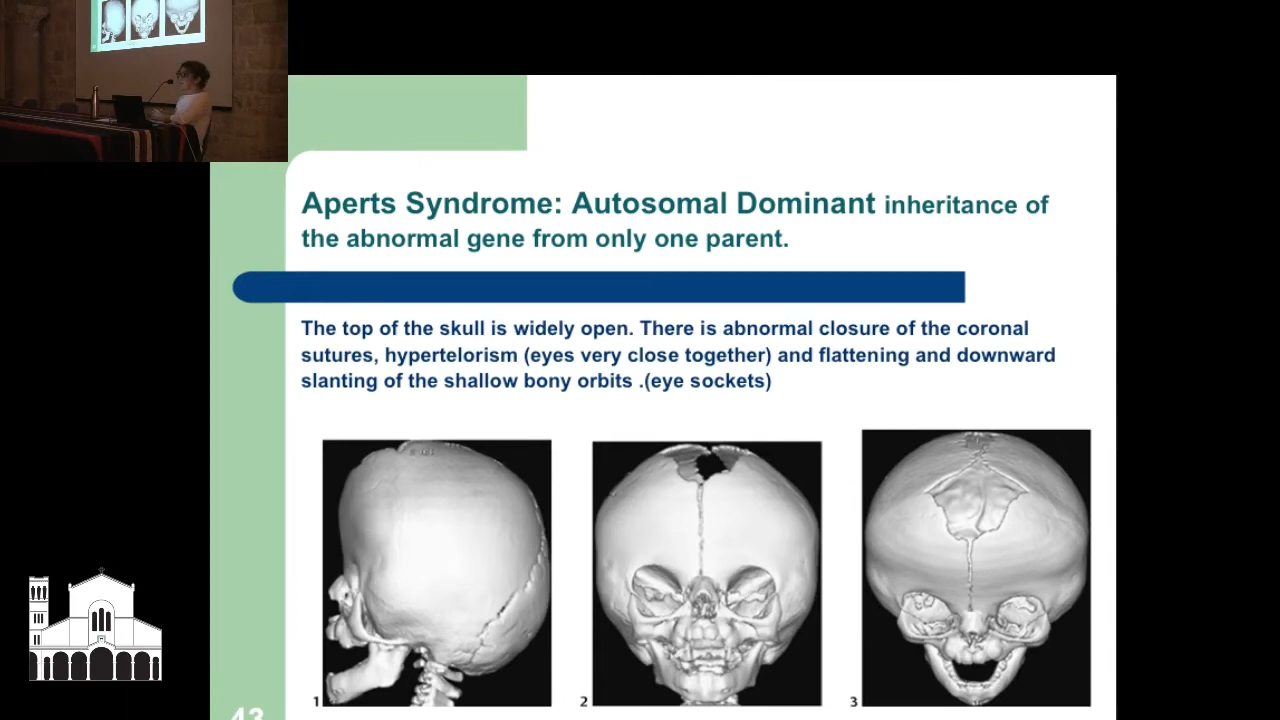 Aperts Syndrome: Autosomal Dominant inheritance of
the abnormal gene from only one parent.
The top of the skull is widely open. There is abnormal closure of the coronal
sutures, hypertelorism (eyes very close together) and flattening and downward
slanting of the shallow bony orbits .(eye sockets)
1
2
3
43